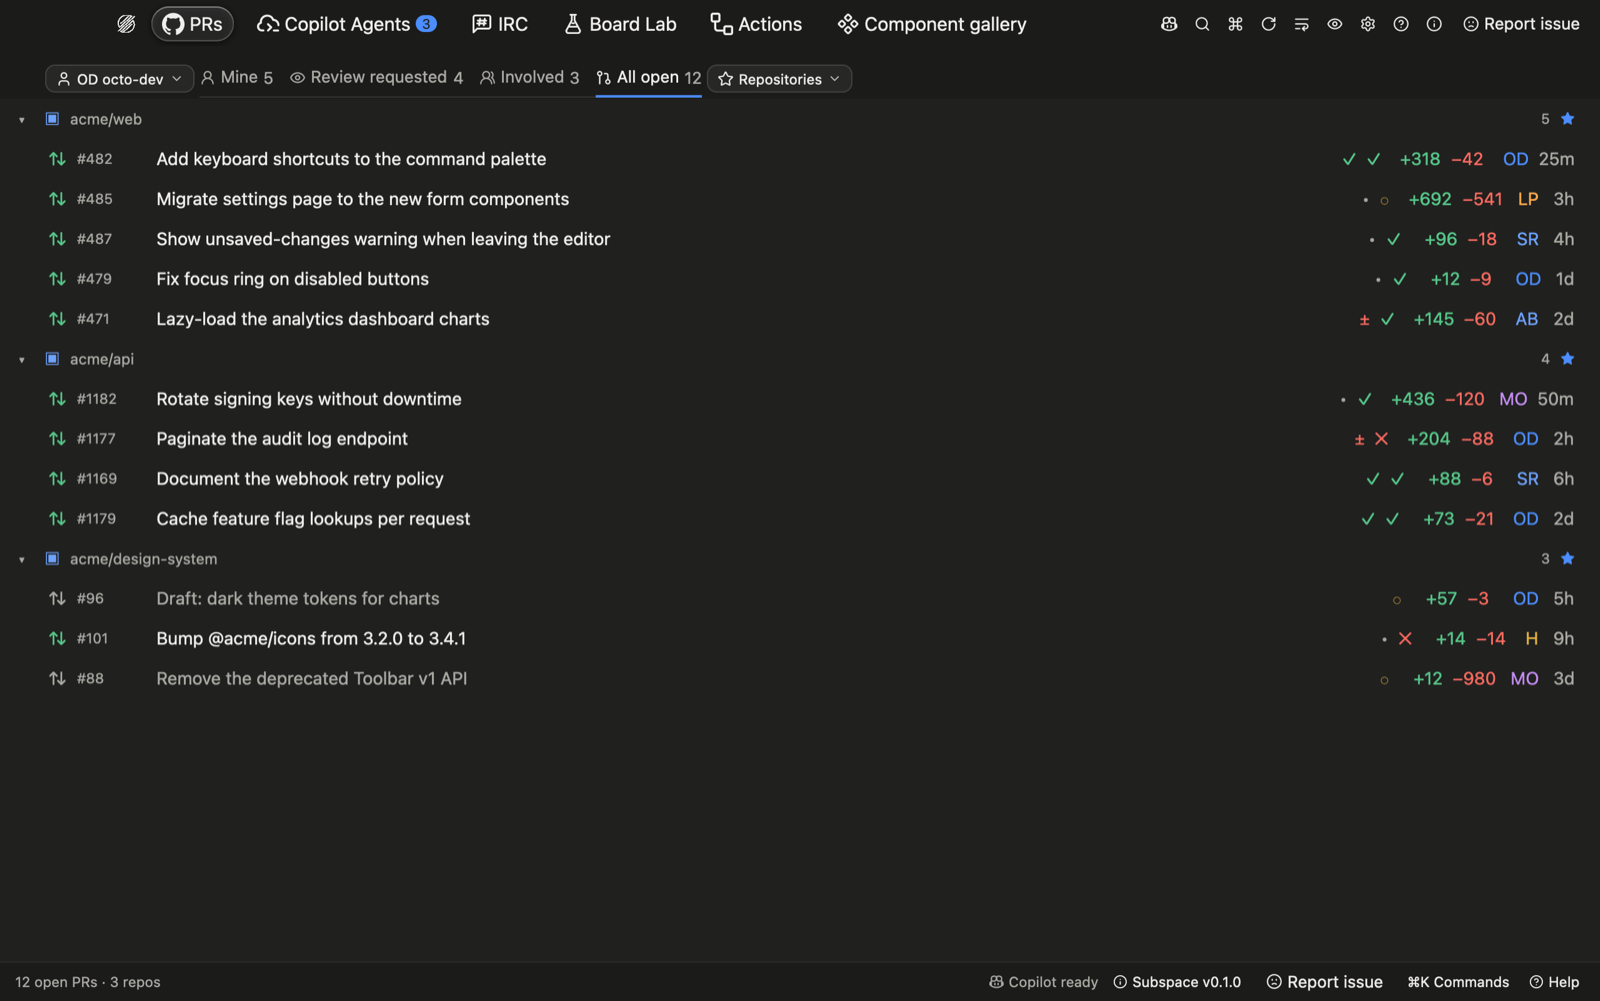 PRs Copilot Agents 3 IRC Board Lab Actions Component gallery Report issue
OD octo-dev Mine 5 Review requested 4 Involved 3 All open 12 Repositories
acme/web 5
#482 Add keyboard shortcuts to the command palette +318 −42 OD 25m
#485 Migrate settings page to the new form components +692 −541 LP 3h
#487 Show unsaved-changes warning when leaving the editor +96 −18 SR 4h
#479 Fix focus ring on disabled buttons +12 −9 OD 1d
#471 Lazy-load the analytics dashboard charts ± +145 −60 AB 2d
acme/api 4
#1182 Rotate signing keys without downtime +436 −120 MO 50m
#1177 Paginate the audit log endpoint ± +204 −88 OD 2h
#1169 Document the webhook retry policy +88 −6 SR 6h
#1179 Cache feature flag lookups per request +73 −21 OD 2d
acme/design-system 3
#96 Draft: dark theme tokens for charts +57 −3 OD 5h
#101 Bump @acme/icons from 3.2.0 to 3.4.1 +14 −14 H 9h
#88 Remove the deprecated Toolbar v1 API +12 −980 MO 3d
12 open PRs · 3 repos Copilot ready Subspace v0.1.0 Report issue ⌘K Commands Help